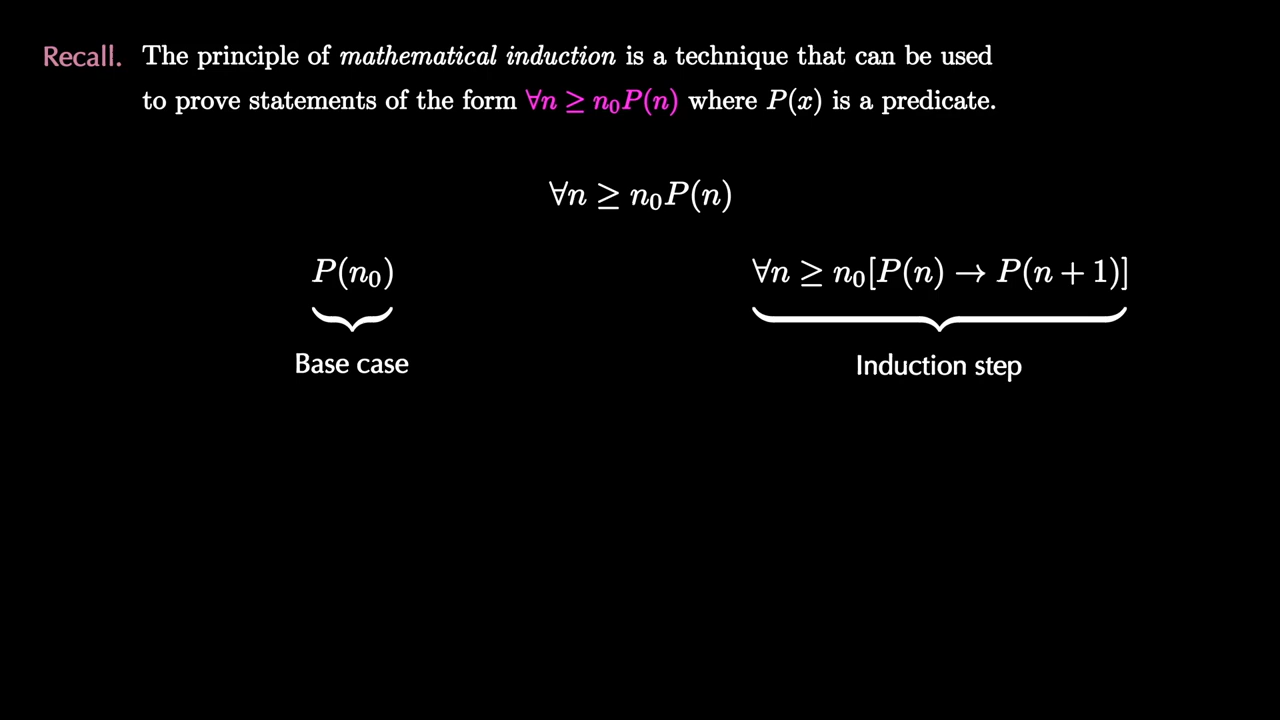 Recall. The principle of mathematical induction is a technique that can be used
to prove statements of the form ∀n ≥ n₀P(n) where P(x) is a predicate.
∀n ≥ n₀P(n)
P(n₀)
∀n ≥ n₀[P(n) → P(n + 1)]
Base case
Induction step